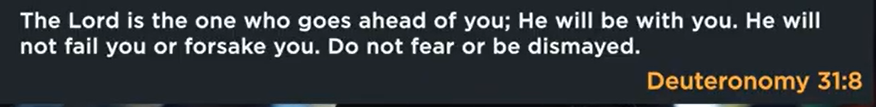 The Lord is the one who goes ahead of you; He will be with you. He will
not fail you or forsake you. Do not fear or be dismayed.
Deuteronomy 31:8